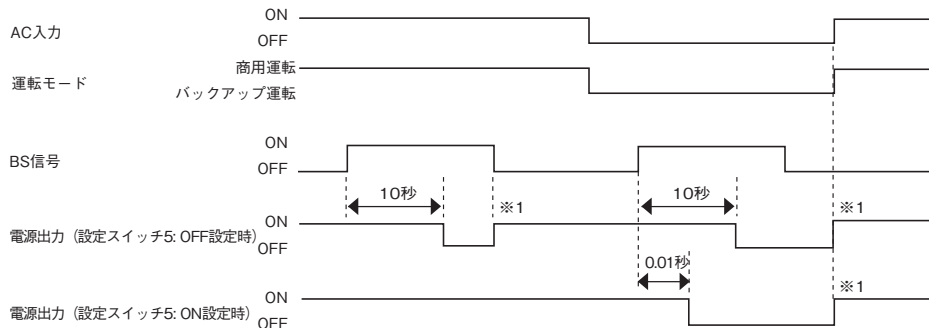 ON
AC入力
OFF
商用運転
運転モード
バックアップ運転
ON
BS信号
OFF
10秒
※1
10秒
※1
ON
電源出力（設定スイッチ5: OFF設定時）
OFF
0.01秒
※1
ON
電源出力（設定スイッチ5: ON設定時）
OFF